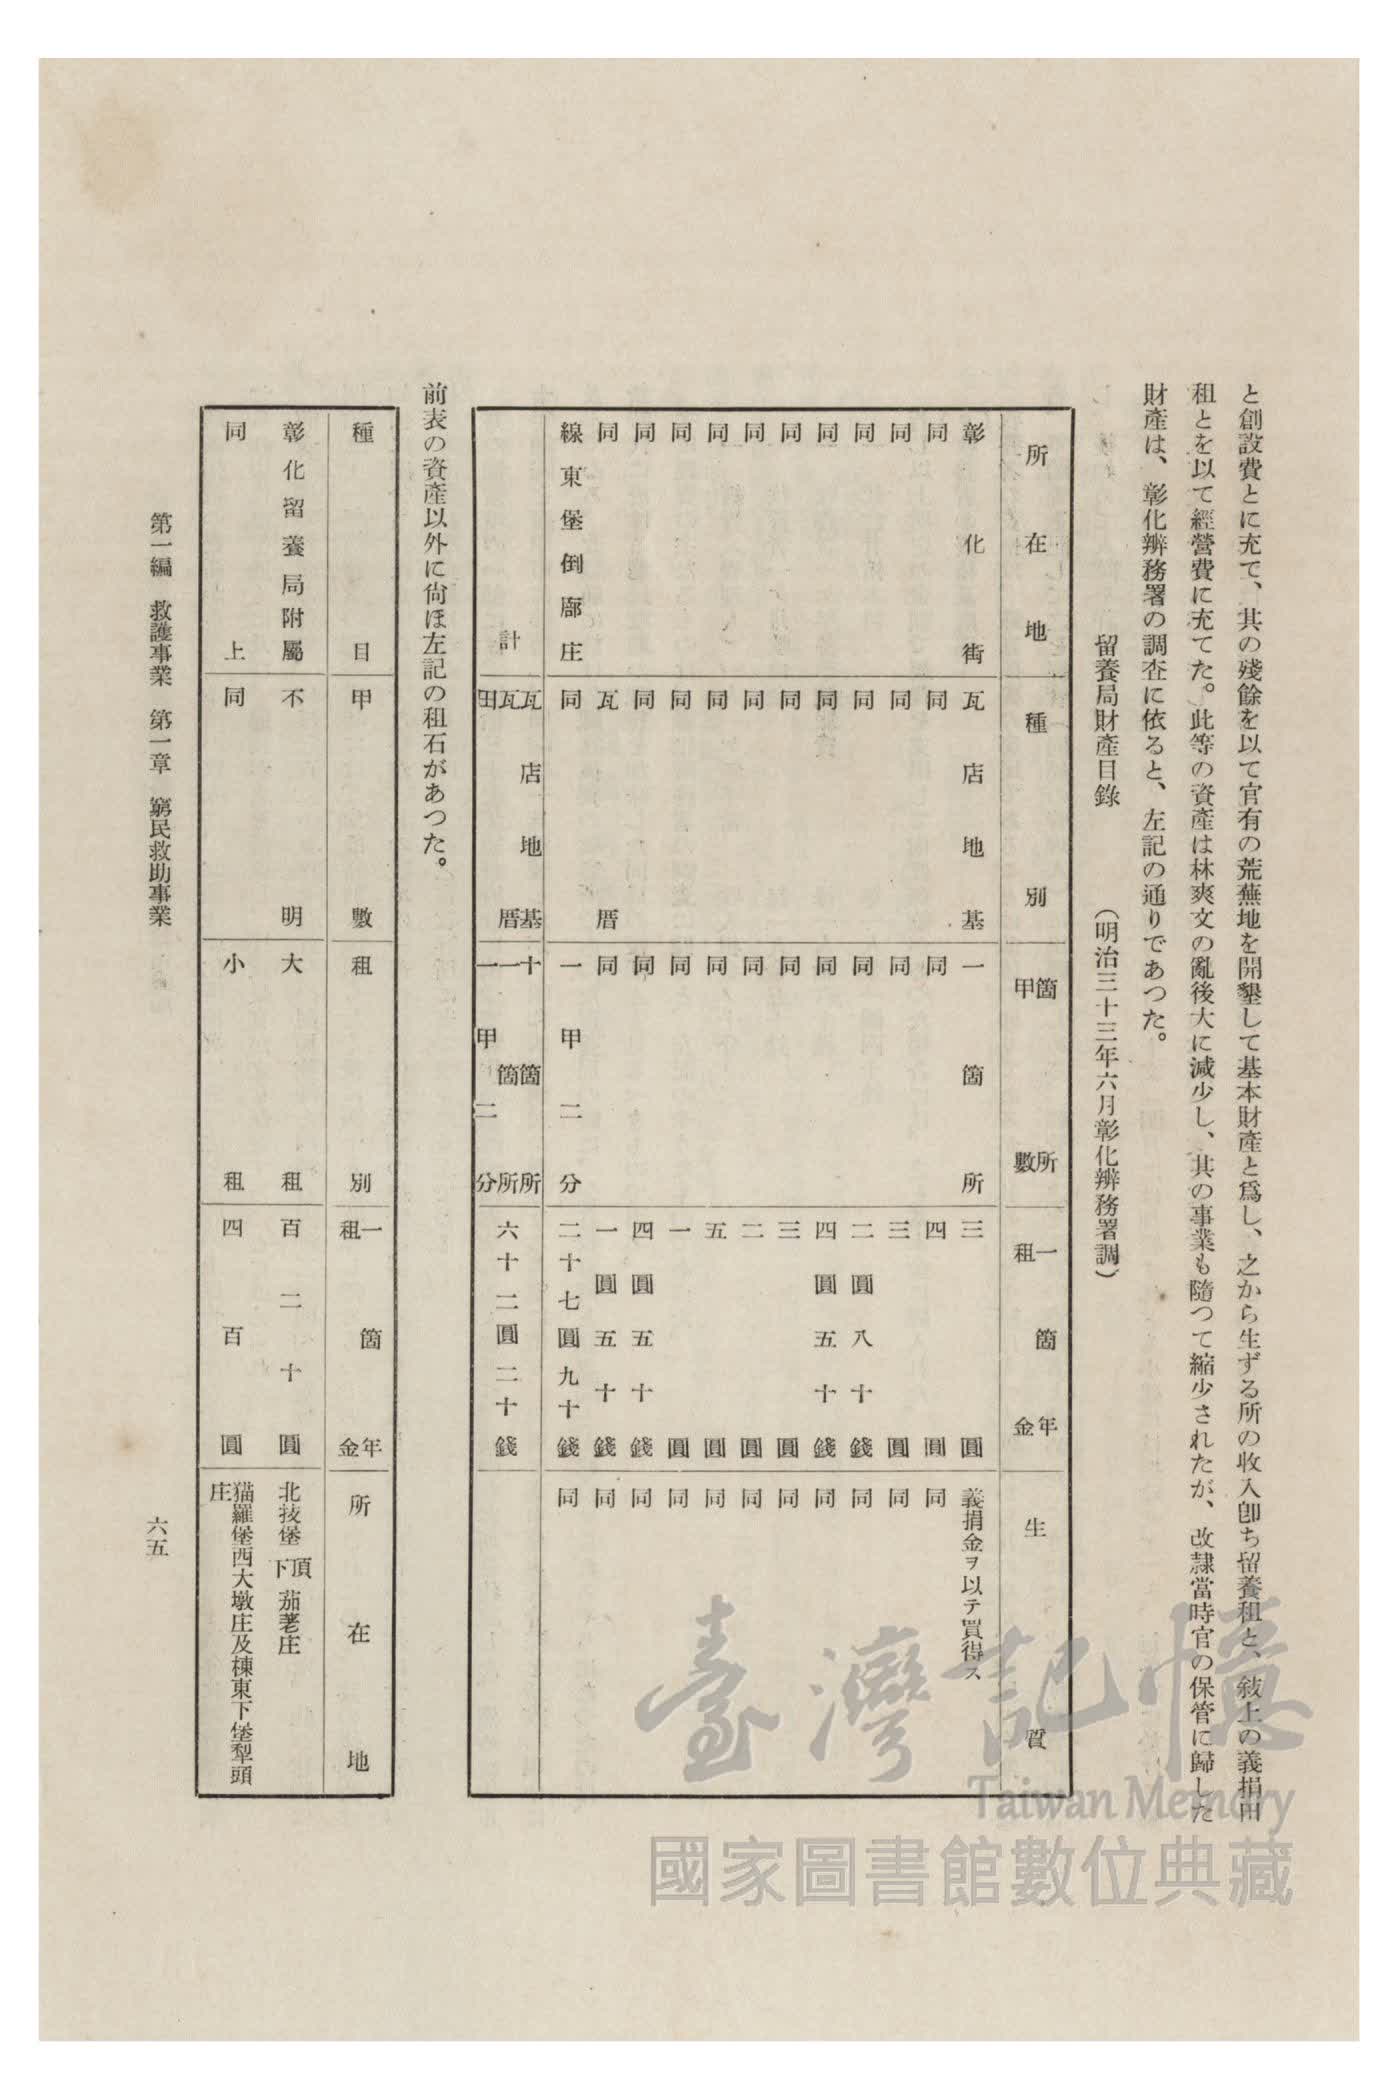 と創設費とに充て、其の殘餘を以て官有の荒蕪地を開墾して基本財產と爲し、之から生ずる所の收入卽ち留養租と、敍上の義捐田
租とを以て經營費に充てた。此等の資產は林爽文の亂後大に減少し、其の事業も隨つて縮少されたが、改隷當時官の保管に歸した
財產は、彰化辨務署の調査に依ると、左記の通りであつた。
留養局財產目錄 (明治三十三年六月彰化辨務署調)
所在地 種別 箇所甲數 一箇年租金 生質
彰化街 瓦店地基 一箇所 三圓 義捐金ヲ以テ買得ス
同 同 同 四圓 同
同 同 同 三圓 同
同 同 同 二圓八十錢 同
同 同 同 四圓五十錢 同
同 同 同 三圓 同
同 同 同 二圓 同
同 同 同 五圓 同
同 同 同 一圓 同
同 同 同 四圓五十錢 同
同 瓦厝 同 一圓五十錢 同
線東堡倒廓庄 同 一甲二分 二十七圓九十錢 同
計 瓦店地基 十箇所 六十二圓二十錢
瓦厝 一箇所
田 一甲二分
前表の資產以外に尙ほ左記の租石があつた。
種目 甲數 租別 一箇年租金 所在地
彰化留養局附屬 不明 大租 百二十圓 北技堡頂下茄荖庄
同上 同 小租 四百圓 猫羅堡西大墩庄及棟東下堡犁頭
庄
第一編 救護事業 第一章 窮民救助事業
六五
臺灣記憶
Taiwan Memory
國家圖書館數位典藏